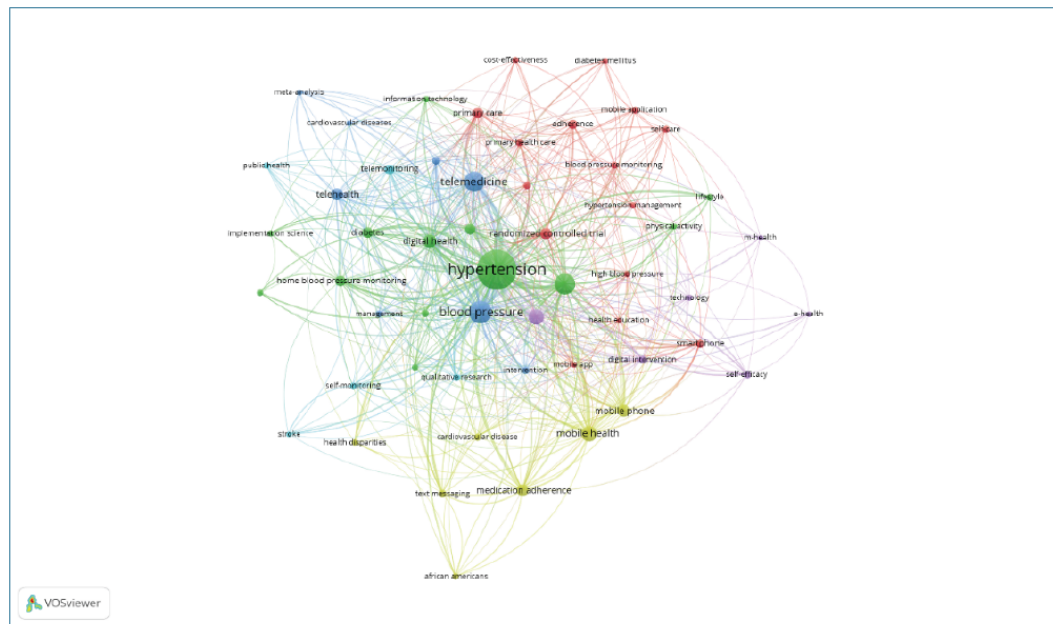 cost-effectiveness
diabetes mellitus
meta-analysis
information technology
mobile application
primary care
cardiovascular diseases
adherence
self-care
primary health care
public health
telemonitoring
blood pressure monitoring
telemedicine
telehealth
lifestyle
hypertension management
physical activity
implementation science
diabetes
digital health
randomized controlled trial
m-health
hypertension
high blood pressure
home blood pressure monitoring
technology
management
blood pressure
health education
e-health
smartphone
digital intervention
mobile app
intervention
self-efficacy
qualitative research
self-monitoring
mobile phone
stroke
health disparities
cardiovascular disease
mobile health
text messaging
medication adherence
african americans
VOSviewer